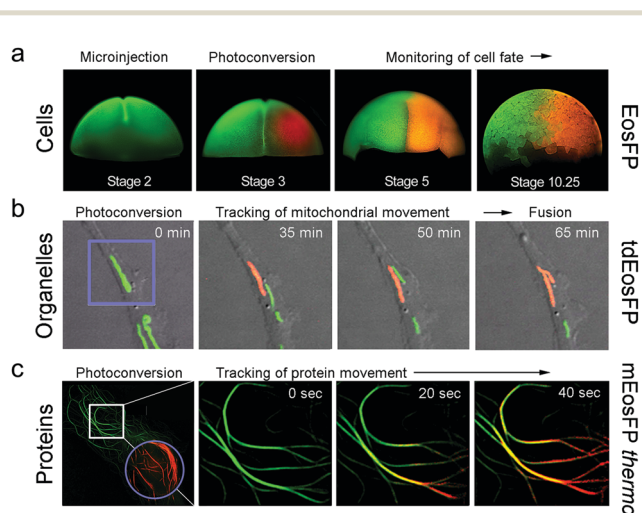 a
Microinjection
Photoconversion
Monitoring of cell fate
Cells
Stage 2
Stage 3
Stage 5
Stage 10.25
EosFP
b
Photoconversion
Tracking of mitochondrial movement
Fusion
Organelles
0 min
35 min
50 min
65 min
tdEosFP
c
Photoconversion
Tracking of protein movement
Proteins
0 sec
20 sec
40 sec
mEosFP